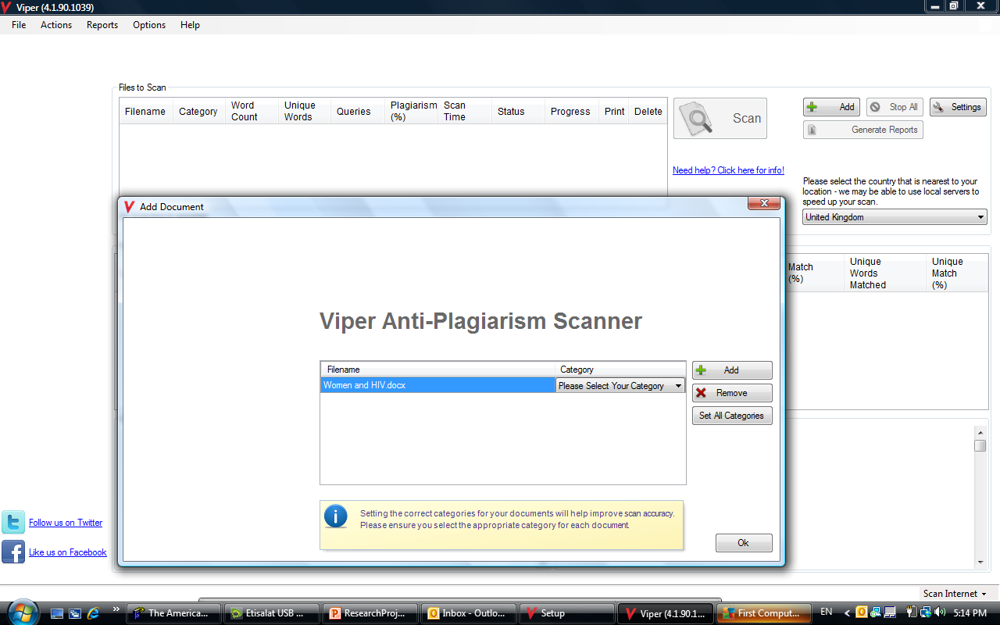 Viper (4.1.90.1039)
File Actions Reports Options Help
Files to Scan
Filename Category Word Count Unique Words Queries Plagiarism (%) Scan Time Status Progress Print Delete
Scan
Add Stop All Settings
Generate Reports
Need help? Click here for info!
Please select the country that is nearest to your
location - we may be able to use local servers to
speed up your scan.
United Kingdom
Add Document
Match (%) Unique Words Matched Unique Match (%)
Viper Anti-Plagiarism Scanner
Filename Category
Women and HIV.docx Please Select Your Category
Add
Remove
Set All Categories
Setting the correct categories for your documents will help improve scan accuracy.
Please ensure you select the appropriate category for each document.
Ok
Follow us on Twitter
Like us on Facebook
Scan Internet
The America... Etisalat USB ... ResearchProj... Inbox - Outlo... Setup Viper (4.1.90.1... First Comput... EN 5:14 PM